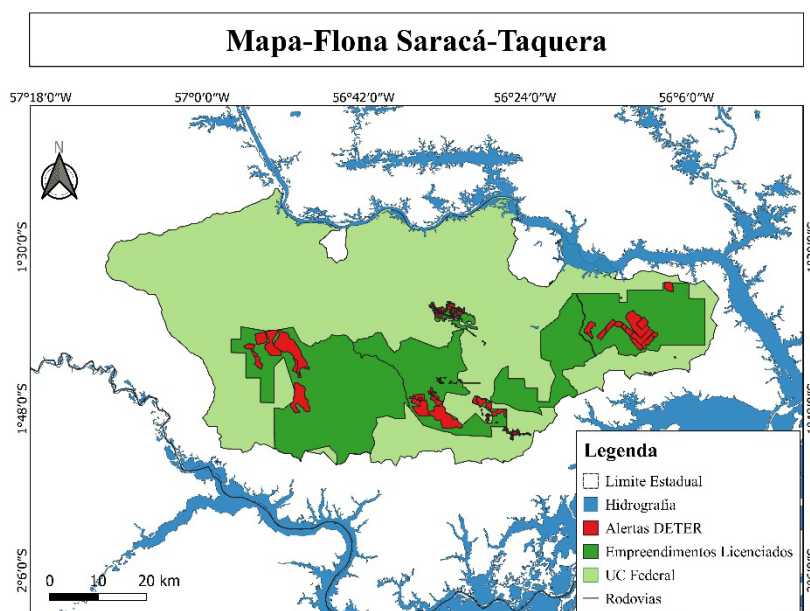 Mapa-Flona Saracá-Taquera
57°18'0"W 57°0'0"W 56°42'0"W 56°24'0"W 56°6'0"W
N
1°30'0"S
1°48'0"S
2°6'0"S
0 10 20 km
Legenda
Limite Estadual
Hidrografia
Alertas DETER
Empreendimentos Licenciados
UC Federal
Rodovias